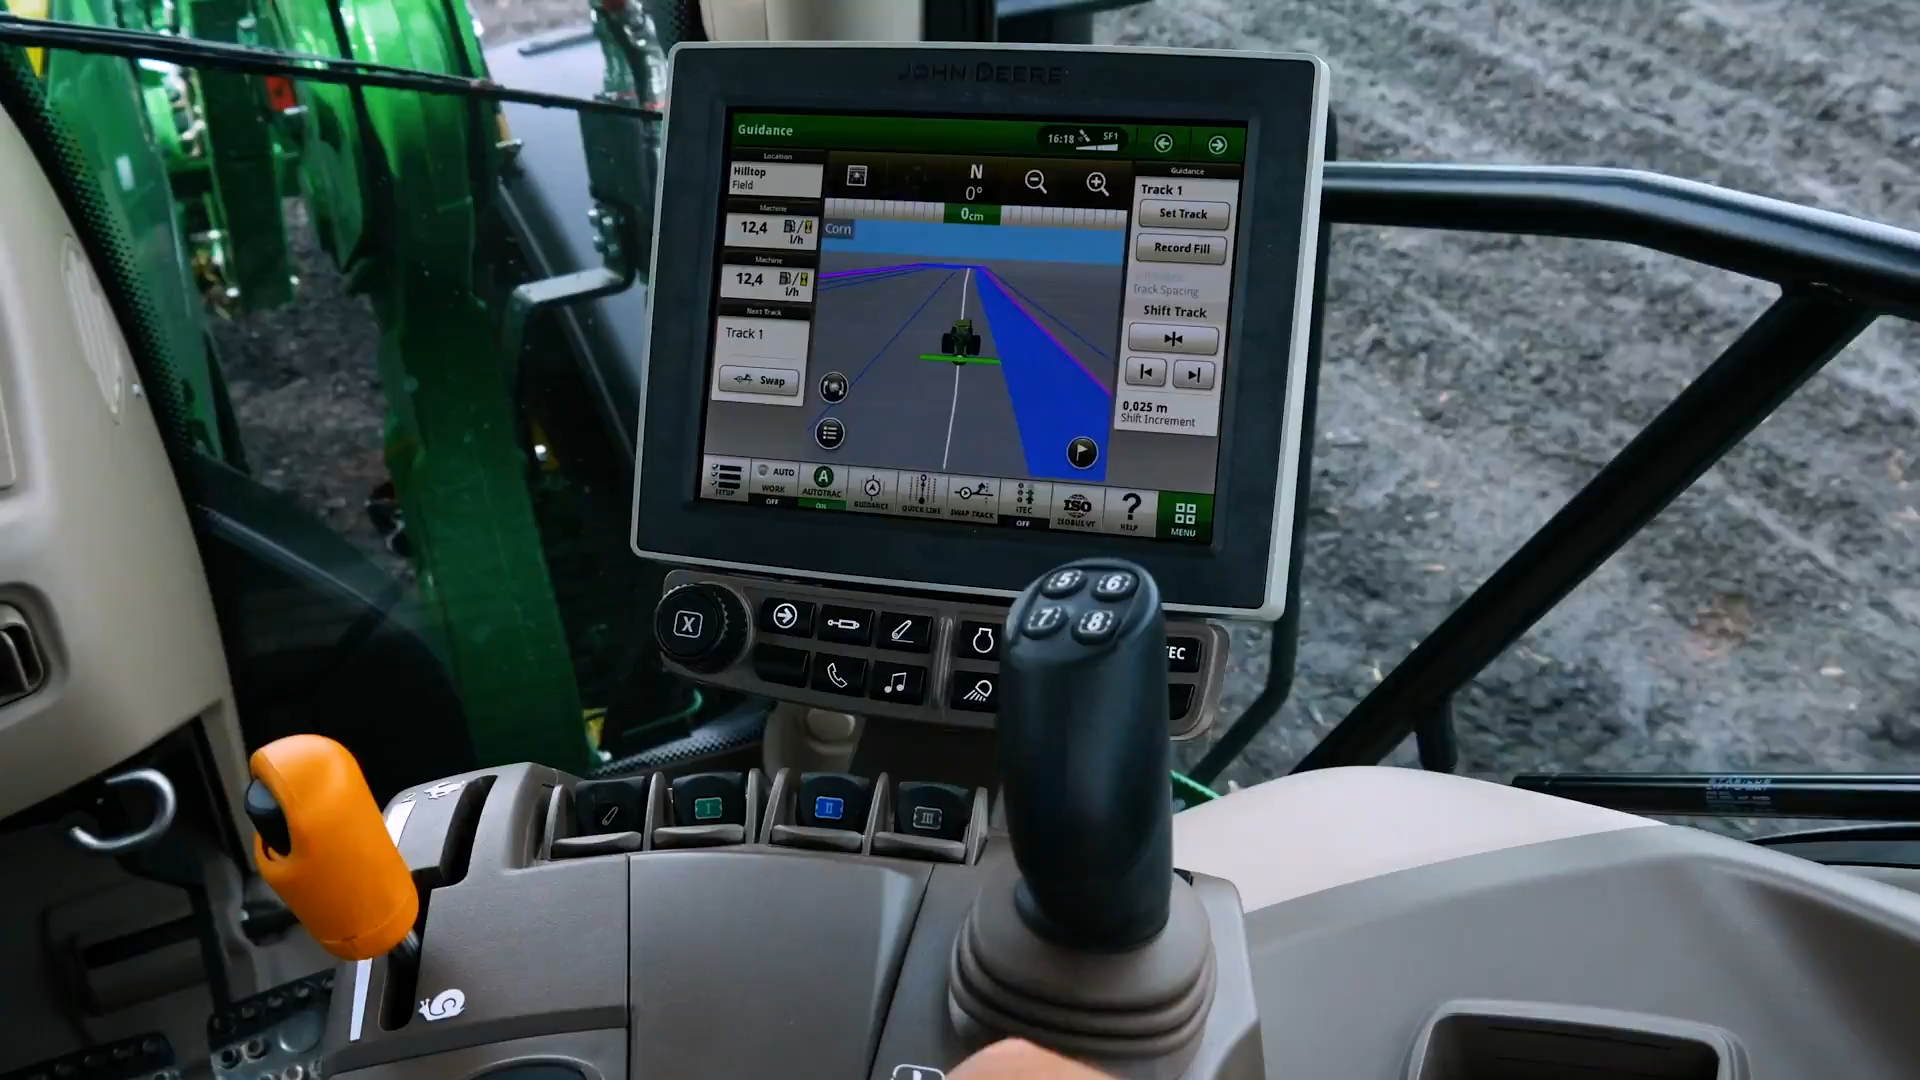 JOHN DEERE
Guidance
16:18
SF1
Location
Hilltop
Field
N
0°
0cm
Guidance
Track 1
Set Track
Record Fill
Track Spacing
Shift Track
0,025 m
Shift Increment
Machine
12,4
l/h
Machine
12,4
l/h
Next Track
Track 1
Swap
Corn
SETUP
AUTO
WORK
OFF
A
AUTOTRAC
ON
GUIDANCE
QUICK LINE
SWAP TRACK
iTEC
OFF
ISO
ISOBUS VT
?
HELP
MENU
5
6
7
8
X
TEC
I
II
III